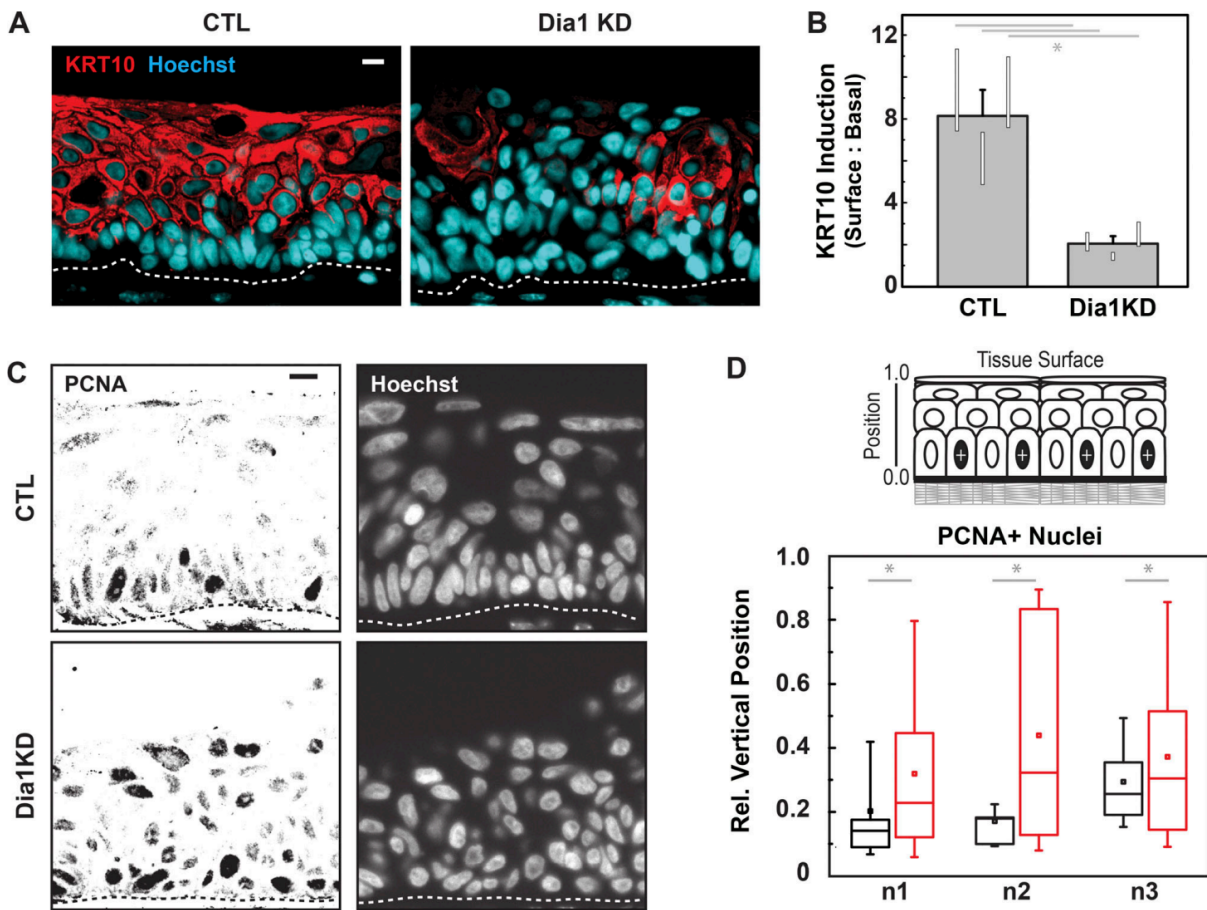 A
CTL
Dia1 KD
KRT10 Hoechst
B
KRT10 Induction
(Surface : Basal)
12
8
4
0
*
CTL
Dia1KD
C
PCNA
Hoechst
CTL
Dia1KD
D
Tissue Surface
Position
1.0
0.0
+ + + +
PCNA+ Nuclei
Rel. Vertical Position
1.0
0.8
0.6
0.4
0.2
0
* * *
n1 n2 n3